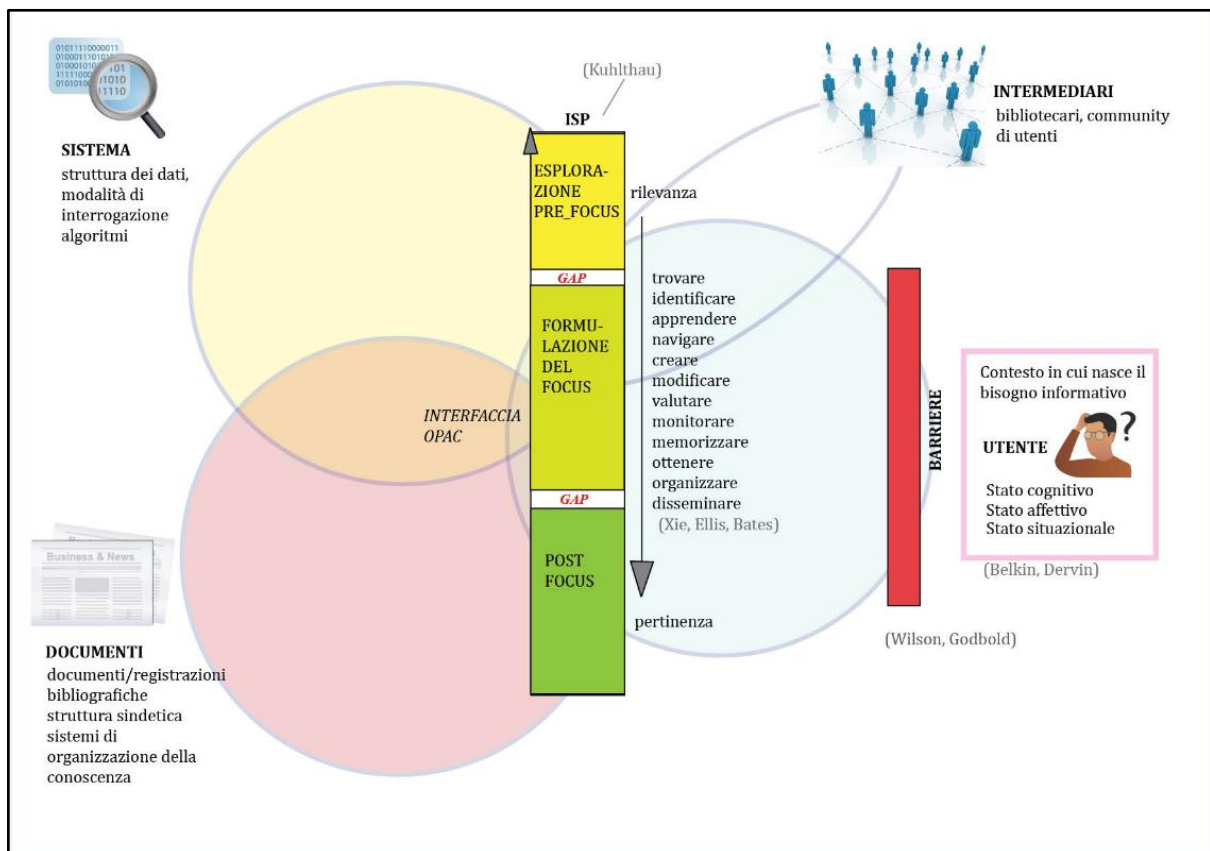 01011110000011
(Kuhlthau)
ISP
SISTEMA
struttura dei dati,
modalità di
interrogazione
algoritmi
INTERMEDIARI
bibliotecari, community
di utenti
ESPLORA-
ZIONE
PRE_FOCUS
rilevanza
GAP
FORMU-
LAZIONE
DEL
FOCUS
GAP
POST
FOCUS
INTERFACCIA
OPAC
trovare
identificare
apprendere
navigare
creare
modificare
valutare
monitorare
memorizzare
ottenere
organizzare
disseminare
(Xie, Ellis, Bates)
pertinenza
BARRIERE
(Wilson, Godbold)
Contesto in cui nasce il
bisogno informativo
?
UTENTE
Stato cognitivo
Stato affettivo
Stato situazionale
(Belkin, Dervin)
Business & News
DOCUMENTI
documenti/registrazioni
bibliografiche
struttura sindetica
sistemi di
organizzazione della
conoscenza